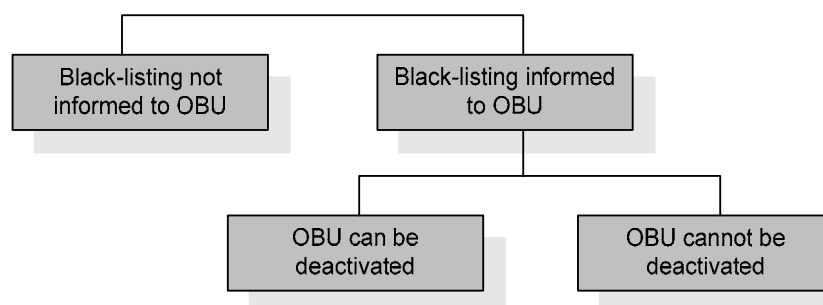 Black-listing not
informed to OBU
Black-listing informed
to OBU
OBU can be
deactivated
OBU cannot be
deactivated